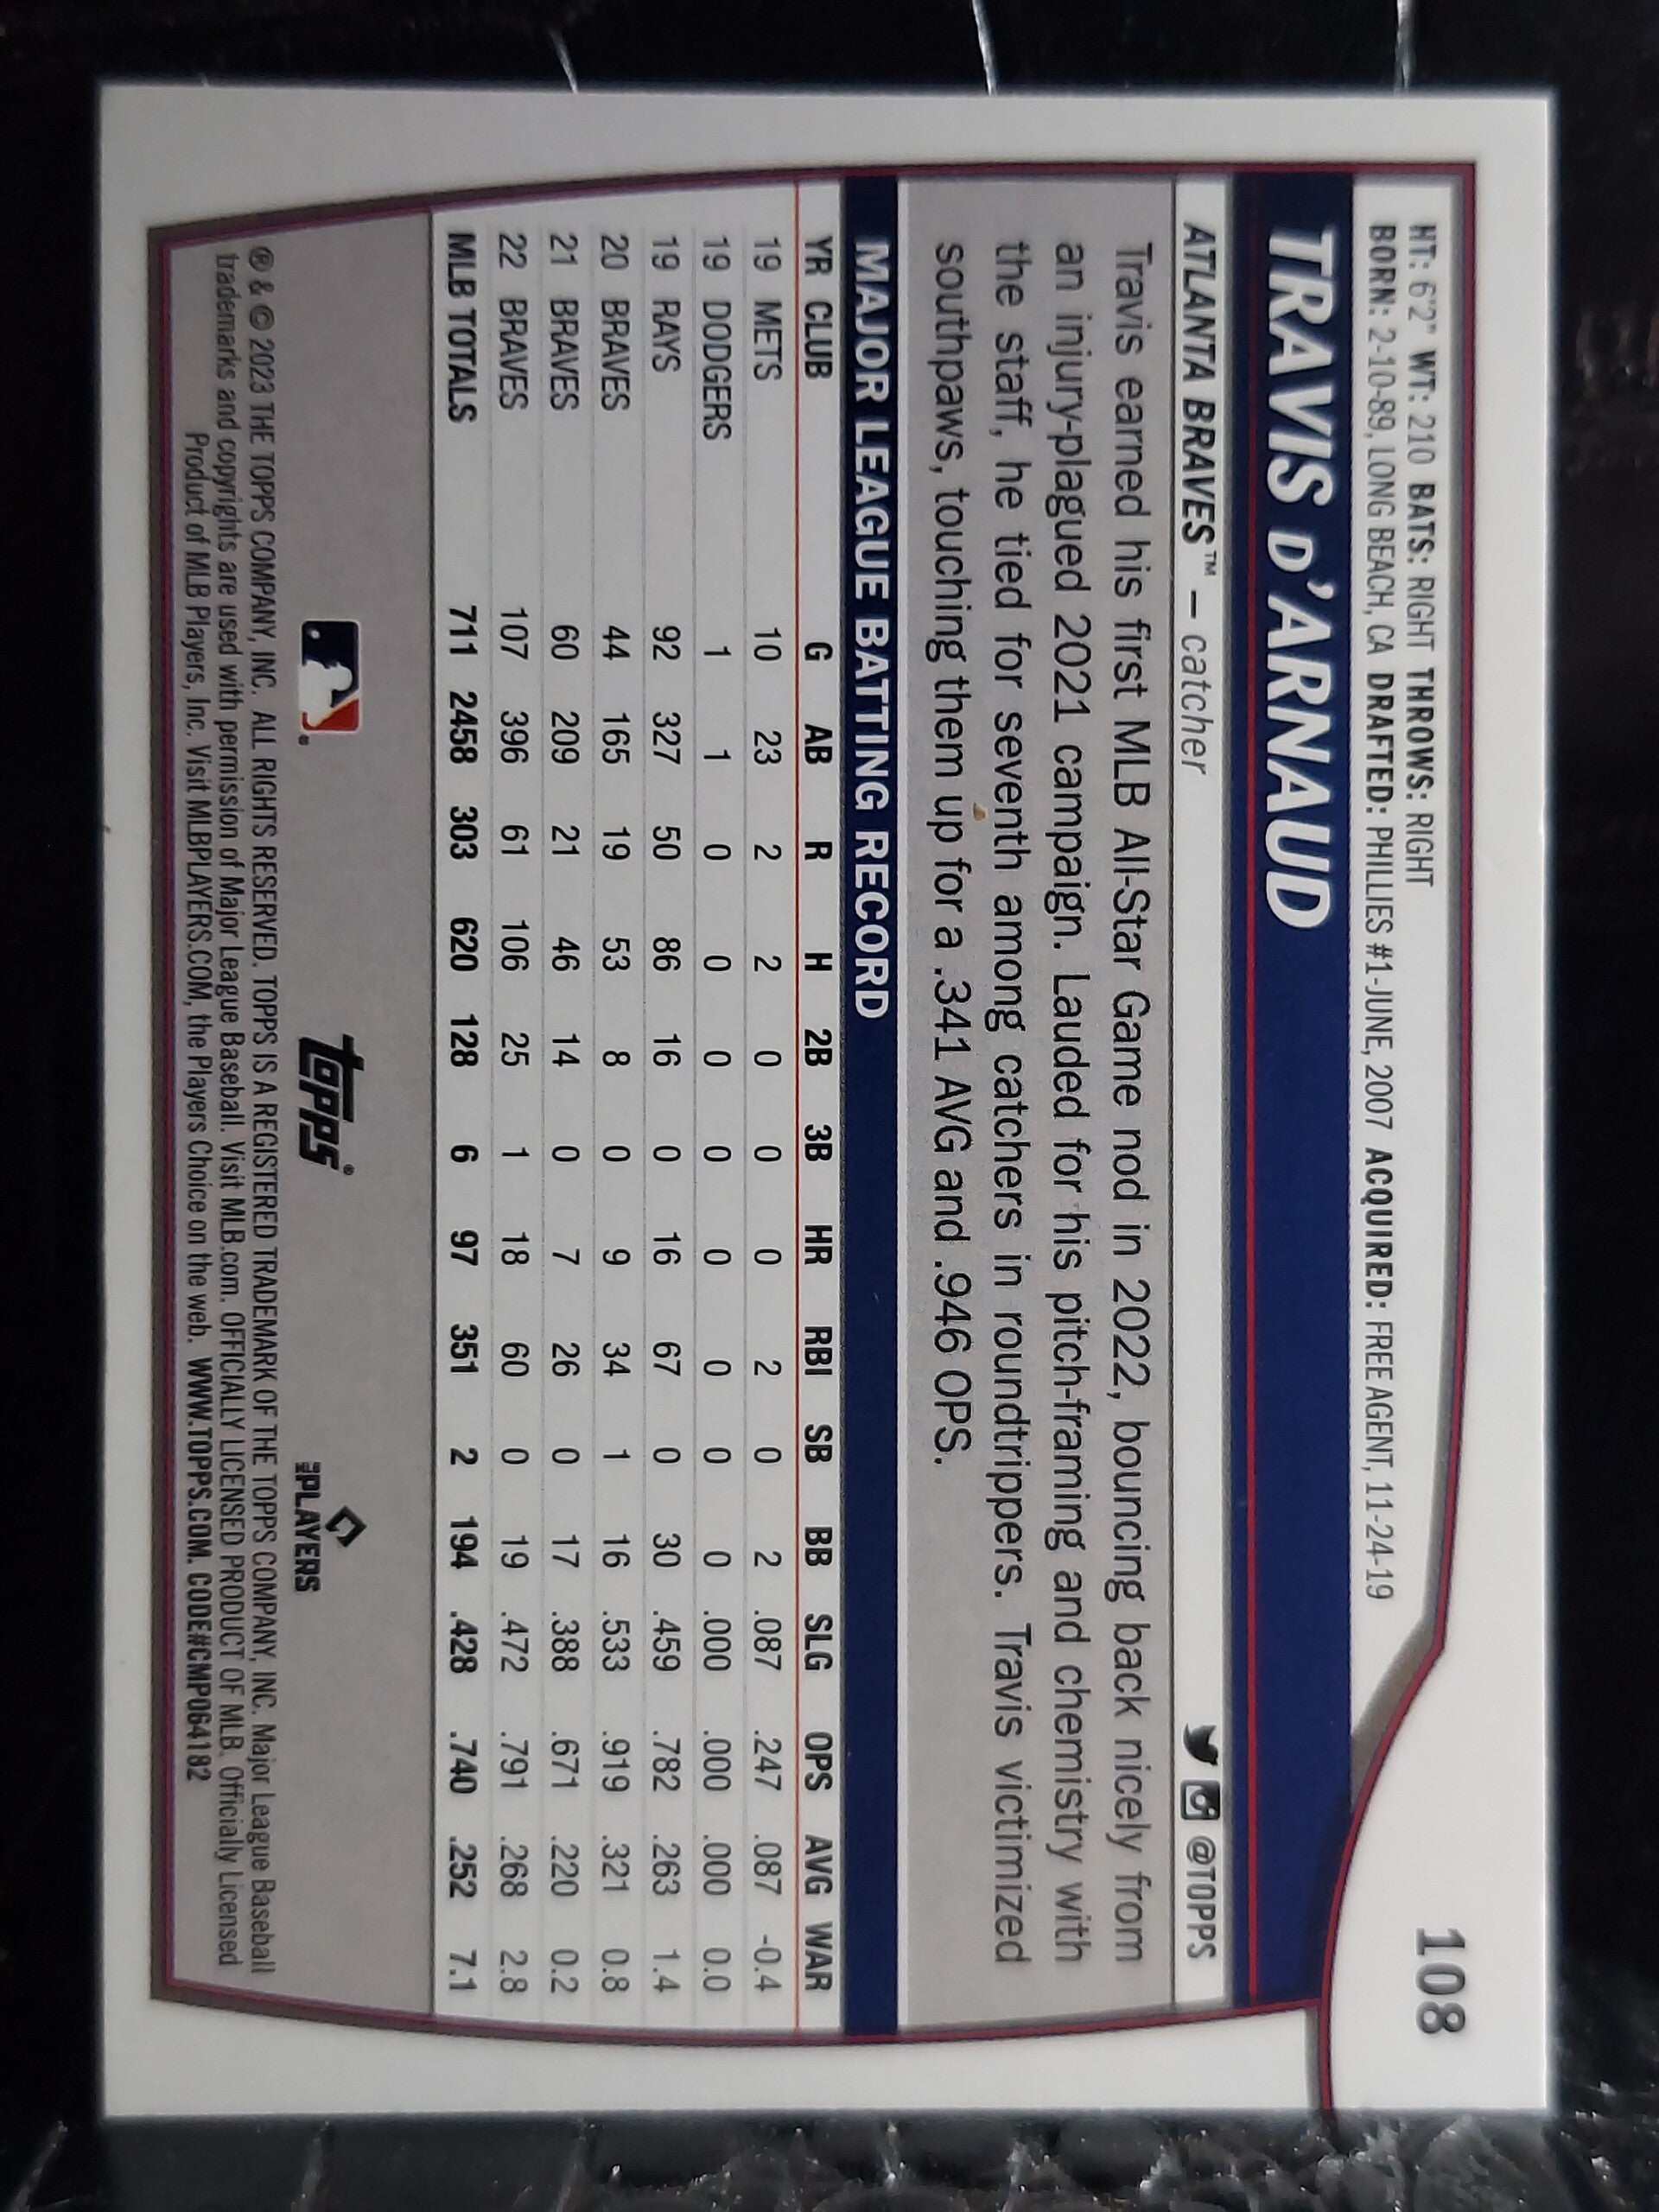 108
HT: 6'2" WT: 210 BATS: RIGHT THROWS: RIGHT
BORN: 2-10-89, LONG BEACH, CA DRAFTED: PHILLIES #1-JUNE, 2007 ACQUIRED: FREE AGENT, 11-24-19
TRAVIS D'ARNAUD
ATLANTA BRAVES™ – catcher @TOPPS
Travis earned his first MLB All-Star Game nod in 2022, bouncing back nicely from
an injury-plagued 2021 campaign. Lauded for his pitch-framing and chemistry with
the staff, he tied for seventh among catchers in roundtrippers. Travis victimized
southpaws, touching them up for a .341 AVG and .946 OPS.
MAJOR LEAGUE BATTING RECORD
YR CLUB G AB R H 2B 3B HR RBI SB BB SLG OPS AVG WAR
19 METS 10 23 2 2 0 0 0 2 0 2 .087 .247 .087 -0.4
19 DODGERS 1 1 0 0 0 0 0 0 0 0 .000 .000 .000 0.0
19 RAYS 92 327 50 86 16 0 16 67 0 30 .459 .782 .263 1.4
20 BRAVES 44 165 19 53 8 0 9 34 1 16 .533 .919 .321 0.8
21 BRAVES 60 209 21 46 14 0 7 26 0 17 .388 .671 .220 0.2
22 BRAVES 107 396 61 106 25 1 18 60 0 19 .472 .791 .268 2.8
MLB TOTALS 711 2458 303 620 128 6 97 351 2 194 .428 .740 .252 7.1
topps® MLB PLAYERS
® & © 2023 THE TOPPS COMPANY, INC. ALL RIGHTS RESERVED. TOPPS IS A REGISTERED TRADEMARK OF THE TOPPS COMPANY, INC. Major League Baseball
trademarks and copyrights are used with permission of Major League Baseball. Visit MLB.com. OFFICIALLY LICENSED PRODUCT OF MLB. Officially Licensed
Product of MLB Players, Inc. Visit MLBPLAYERS.COM, the Players Choice on the web. WWW.TOPPS.COM. CODE#CMP064182